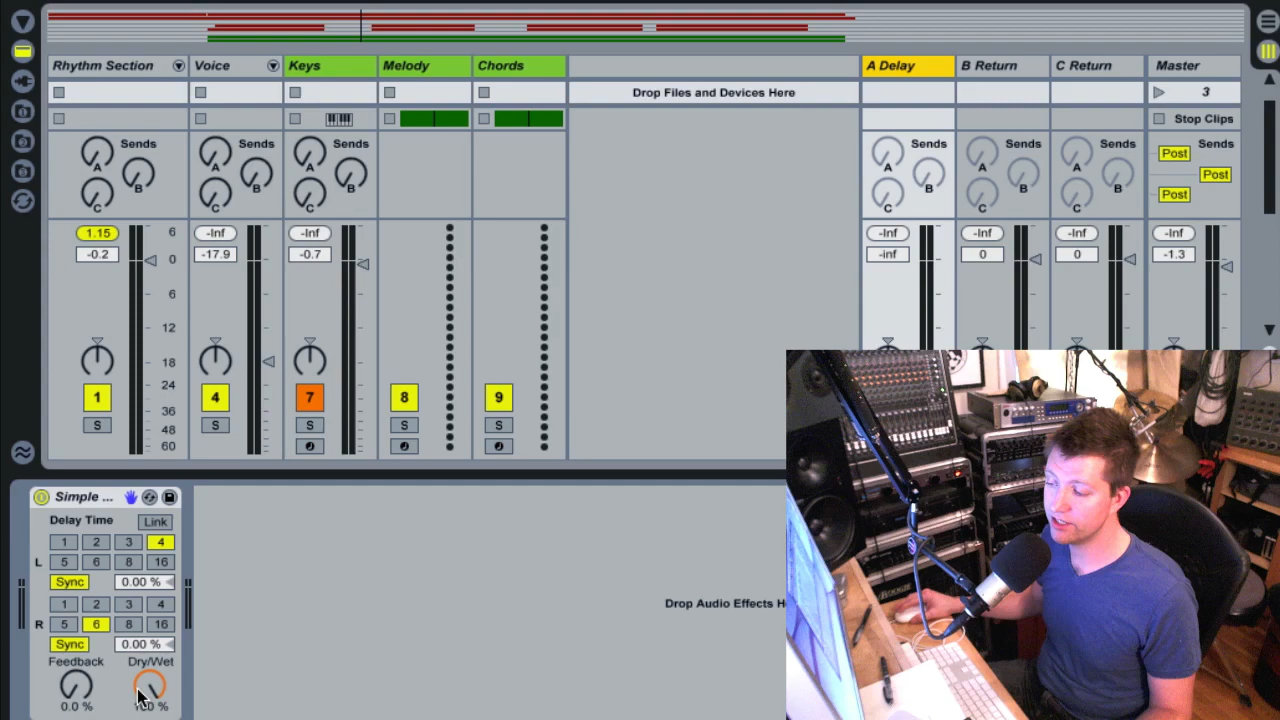 Rhythm Section Voice Keys Melody Chords A Delay B Return C Return Master
Drop Files and Devices Here 3
Stop Clips
Sends Sends Sends Sends Sends Sends Sends
A B C A B C A B C A B C A B C A B C Post Post Post
1.15 6 -Inf -Inf -Inf -Inf -Inf -Inf
-0.2 0 -17.9 -0.7 -inf 0 0 -1.3
6
12
18
24
1 4 7 8 9
36
S S S S S
48
60
Simple ...
Delay Time Link
1 2 3 4
L 5 6 8 16
Sync 0.00 %
1 2 3 4
R 5 6 8 16
Drop Audio Effects H
Sync 0.00 %
Feedback Dry/Wet
0.0 %